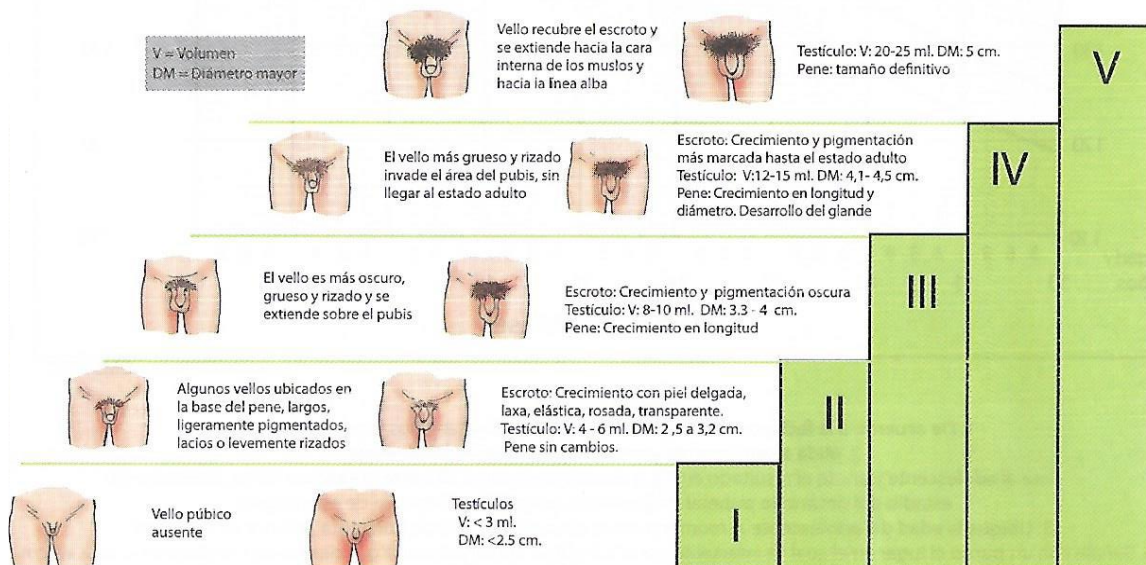 V = Volumen
DM = Diámetro mayor
Vello recubre el escroto y
se extiende hacia la cara
interna de los muslos y
hacia la línea alba
Testículo: V: 20-25 ml. DM: 5 cm.
Pene: tamaño definitivo
V
El vello más grueso y rizado
invade el área del pubis, sin
llegar al estado adulto
Escroto: Crecimiento y pigmentación
más marcada hasta el estado adulto
Testículo: V:12-15 ml. DM: 4,1- 4,5 cm.
Pene: Crecimiento en longitud y
diámetro. Desarrollo del glande
IV
El vello es más oscuro,
grueso y rizado y se
extiende sobre el pubis
Escroto: Crecimiento y pigmentación oscura
Testículo: V: 8-10 ml. DM: 3.3 - 4 cm.
Pene: Crecimiento en longitud
III
Algunos vellos ubicados en
la base del pene, largos,
ligeramente pigmentados,
lacios o levemente rizados
Escroto: Crecimiento con piel delgada,
laxa, elástica, rosada, transparente.
Testículo: V: 4 - 6 ml. DM: 2 ,5 a 3,2 cm.
Pene sin cambios.
II
Vello púbico
ausente
Testículos
V: < 3 ml.
DM: <2.5 cm.
I